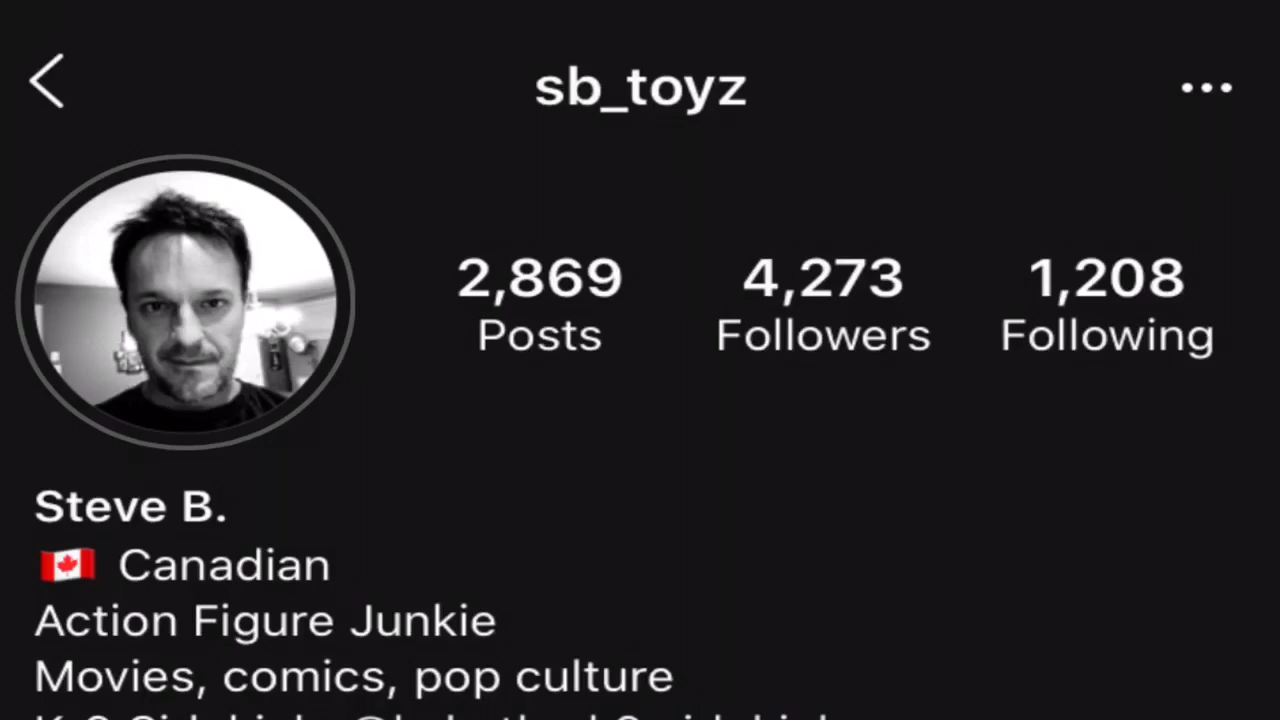 sb_toyz
2,869 4,273 1,208
Posts Followers Following
Steve B.
🇨🇦 Canadian
Action Figure Junkie
Movies, comics, pop culture